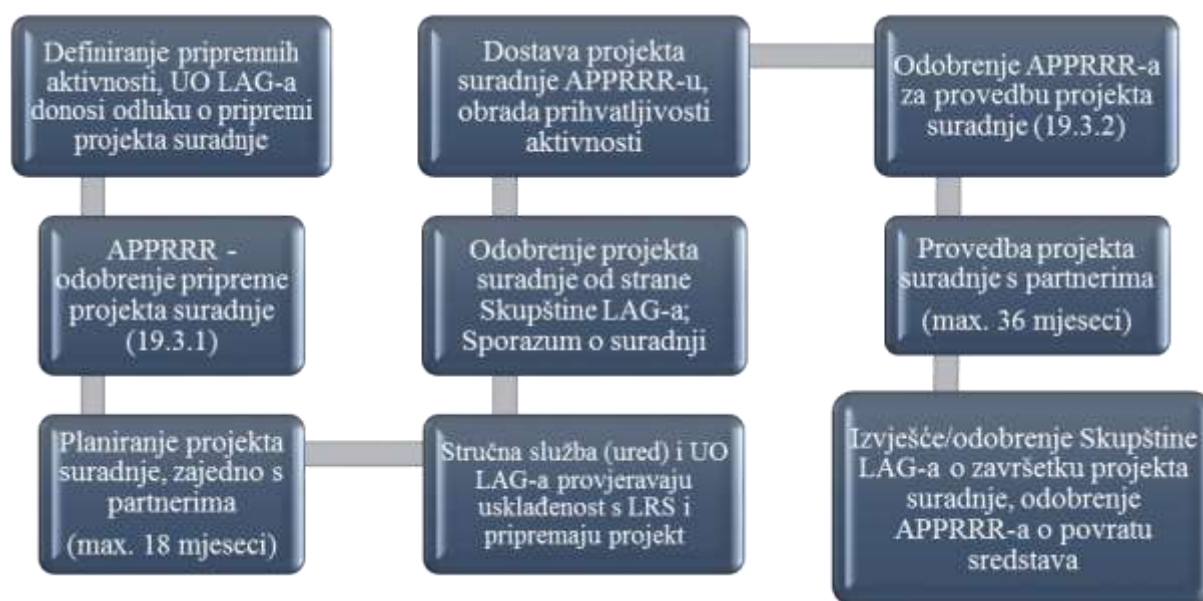 Definiranje pripremnih
aktivnosti, UO LAG-a
donosi odluku o pripremi
projekta suradnje
APPRRR -
odobrenje pripreme
projekta suradnje
(19.3.1)
Planiranje projekta
suradnje, zajedno s
partnerima
(max. 18 mjeseci)
Stručna služba (ured) i UO
LAG-a provjeravaju
usklađenost s LRS i
pripremaju projekt
Odobrenje projekta
suradnje od strane
Skupštine LAG-a;
Sporazum o suradnji
Dostava projekta
suradnje APPRRR-u,
obrada prihvatljivosti
aktivnosti
Odobrenje APPRRR-a
za provedbu projekta
suradnje (19.3.2)
Provedba projekta
suradnje s partnerima
(max. 36 mjeseci)
Izvješće/odobrenje Skupštine
LAG-a o završetku projekta
suradnje, odobrenje
APPRRR-a o povratu
sredstava